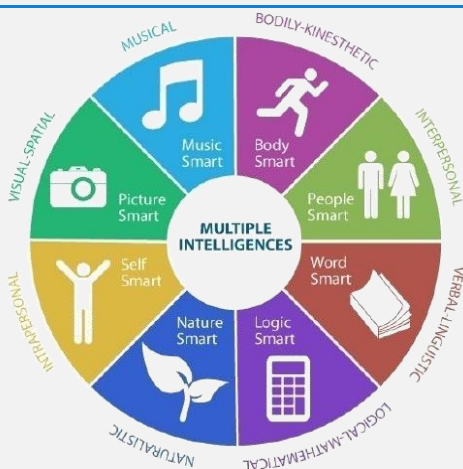 MUSICAL
BODILY-KINESTHETIC
VISUAL-SPATIAL
INTERPERSONAL
Music
Smart
Body
Smart
Picture
Smart
People
Smart
MULTIPLE
INTELLIGENCES
Self
Smart
Word
Smart
Nature
Smart
Logic
Smart
INTRAPERSONAL
VERBAL-LINGUISTIC
NATURALISTIC
LOGICAL-MATHEMATICAL